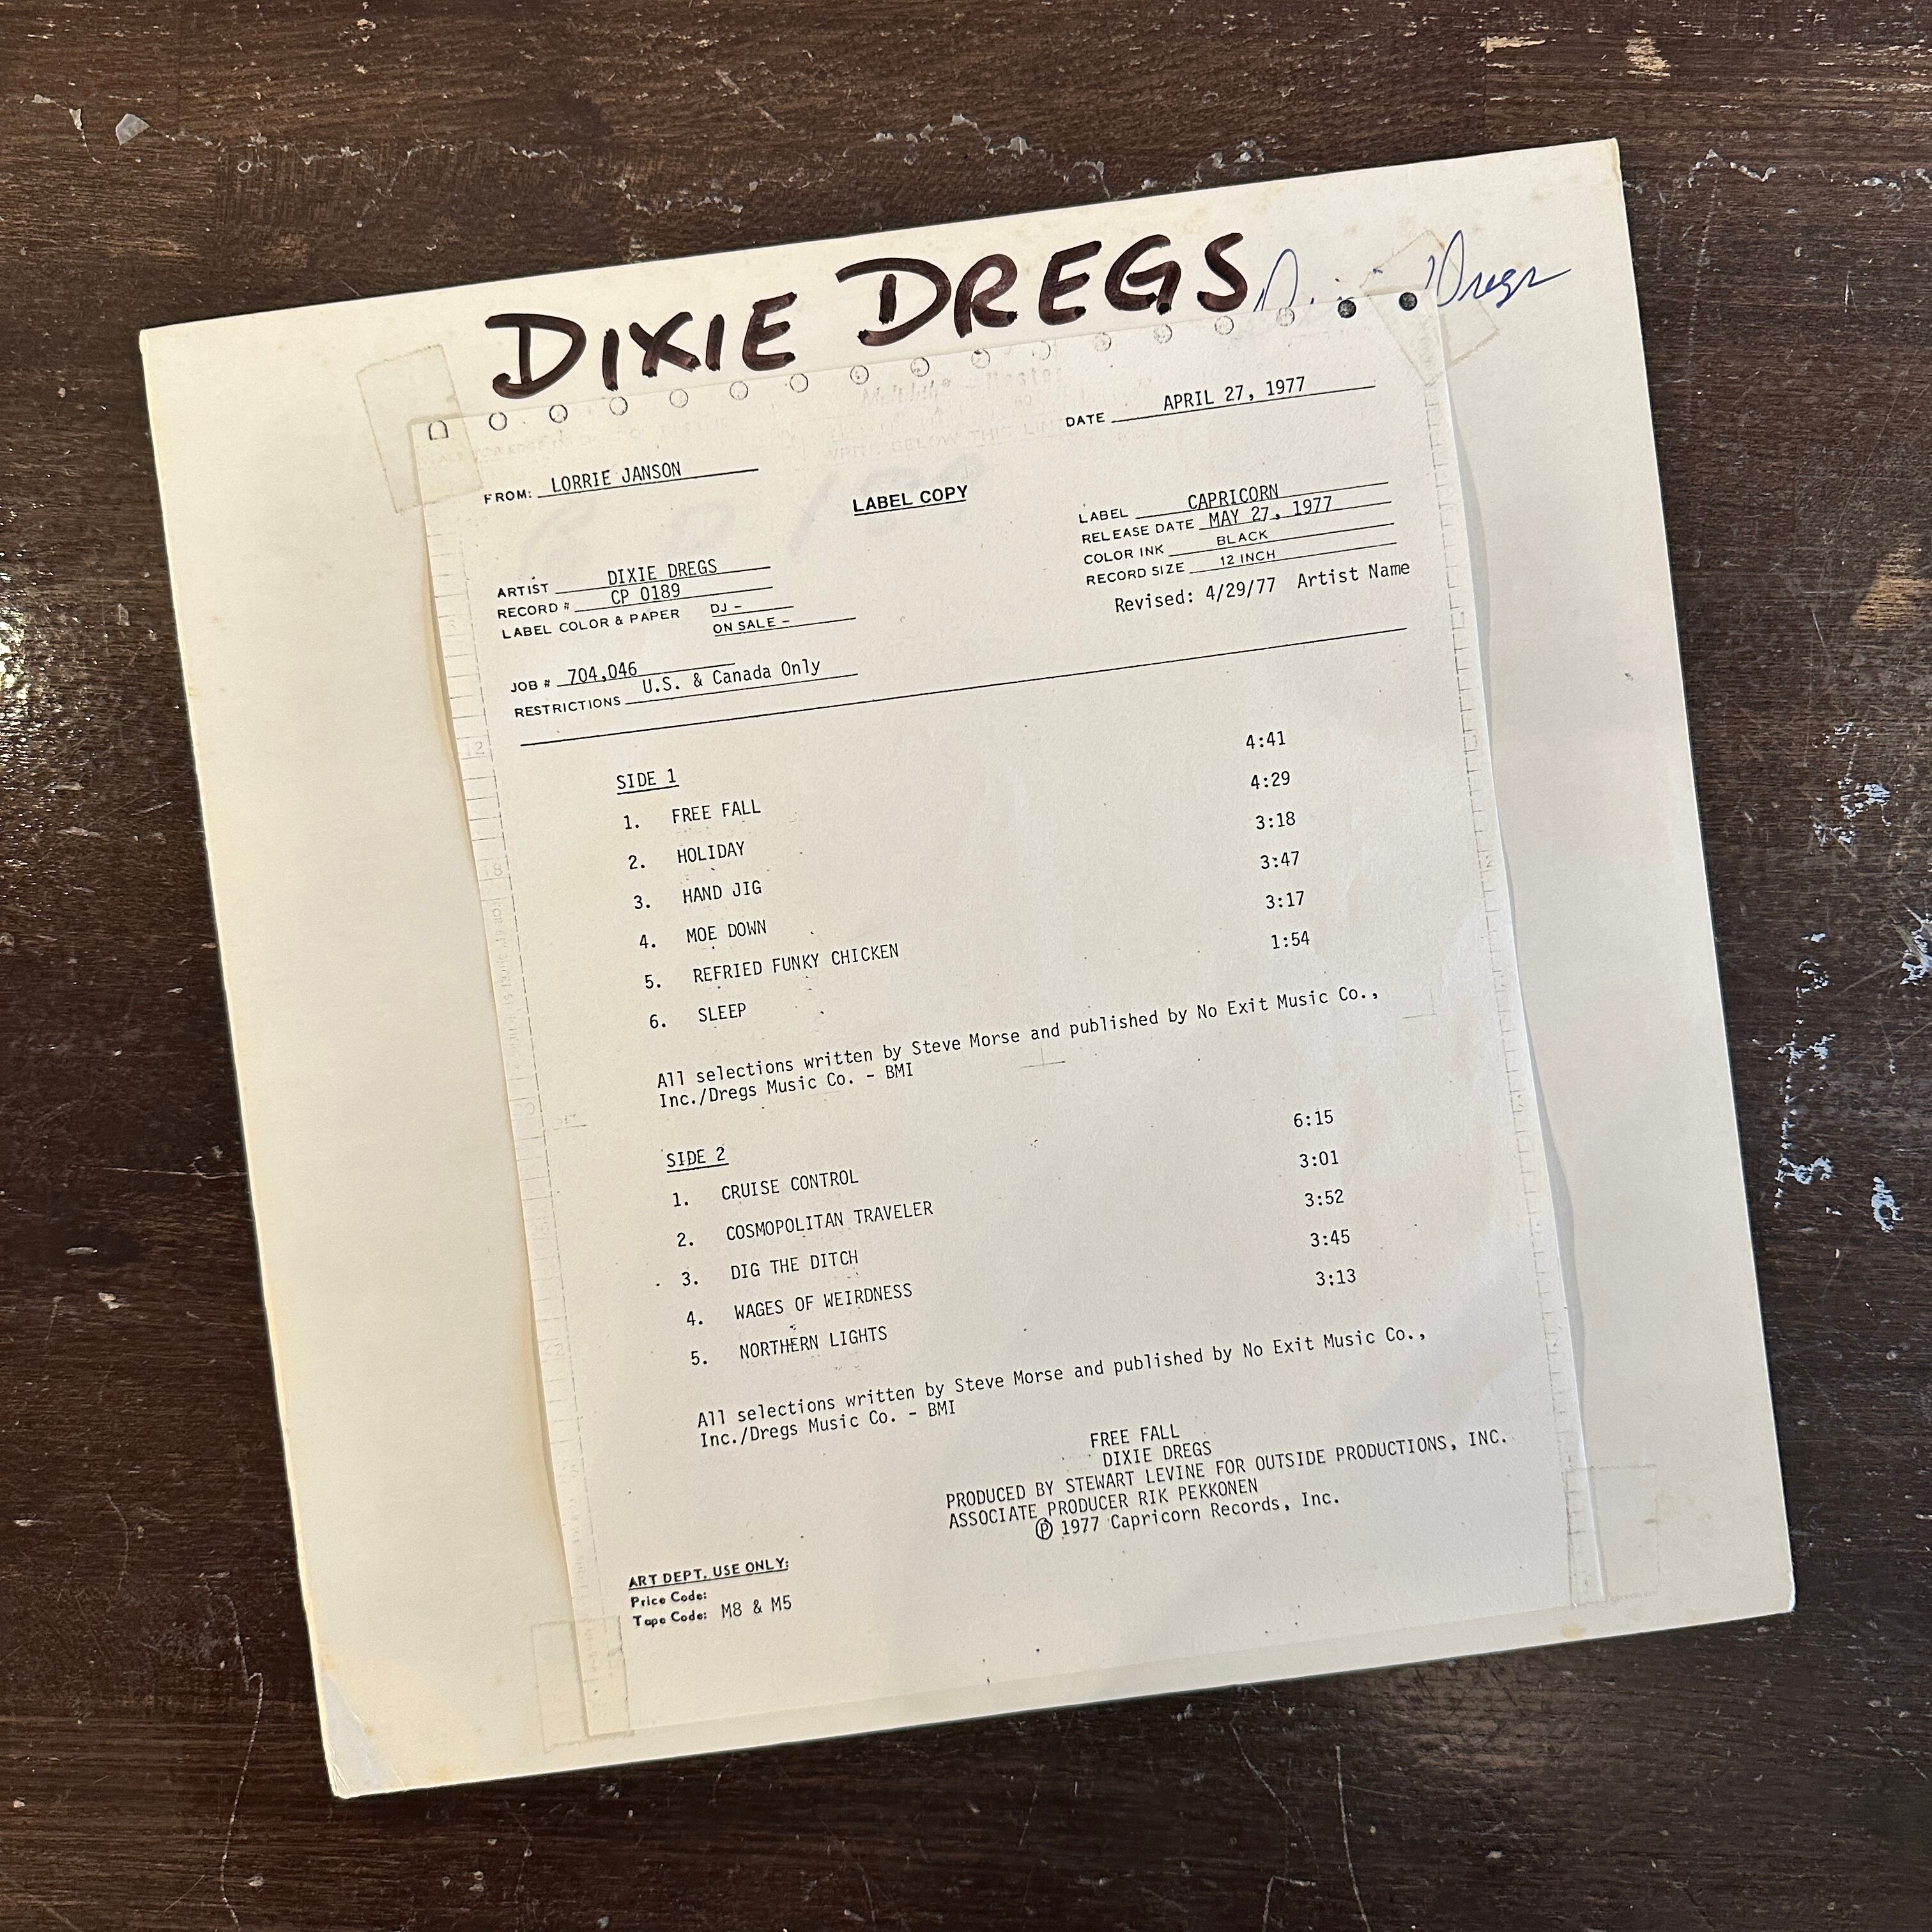 DIXIE DREGS
Dregs
DATE APRIL 27, 1977
FROM: LORRIE JANSON
LABEL COPY
LABEL CAPRICORN
RELEASE DATE MAY 27, 1977
COLOR INK BLACK
RECORD SIZE 12 INCH
Revised: 4/29/77 Artist Name
ARTIST DIXIE DREGS
RECORD # CP 0189
LABEL COLOR & PAPER DJ -
ON SALE -
JOB # 704,046
RESTRICTIONS U.S. & Canada Only
SIDE 1
1. FREE FALL 4:41
2. HOLIDAY 4:29
3. HAND JIG 3:18
4. MOE DOWN 3:47
5. REFRIED FUNKY CHICKEN 3:17
6. SLEEP 1:54
All selections written by Steve Morse and published by No Exit Music Co.,
Inc./Dregs Music Co. - BMI
SIDE 2
1. CRUISE CONTROL 6:15
2. COSMOPOLITAN TRAVELER 3:01
3. DIG THE DITCH 3:52
4. WAGES OF WEIRDNESS 3:45
5. NORTHERN LIGHTS 3:13
All selections written by Steve Morse and published by No Exit Music Co.,
Inc./Dregs Music Co. - BMI
FREE FALL
DIXIE DREGS
PRODUCED BY STEWART LEVINE FOR OUTSIDE PRODUCTIONS, INC.
ASSOCIATE PRODUCER RIK PEKKONEN
Ⓟ 1977 Capricorn Records, Inc.
ART DEPT. USE ONLY:
Price Code:
Tape Code: M8 & M5